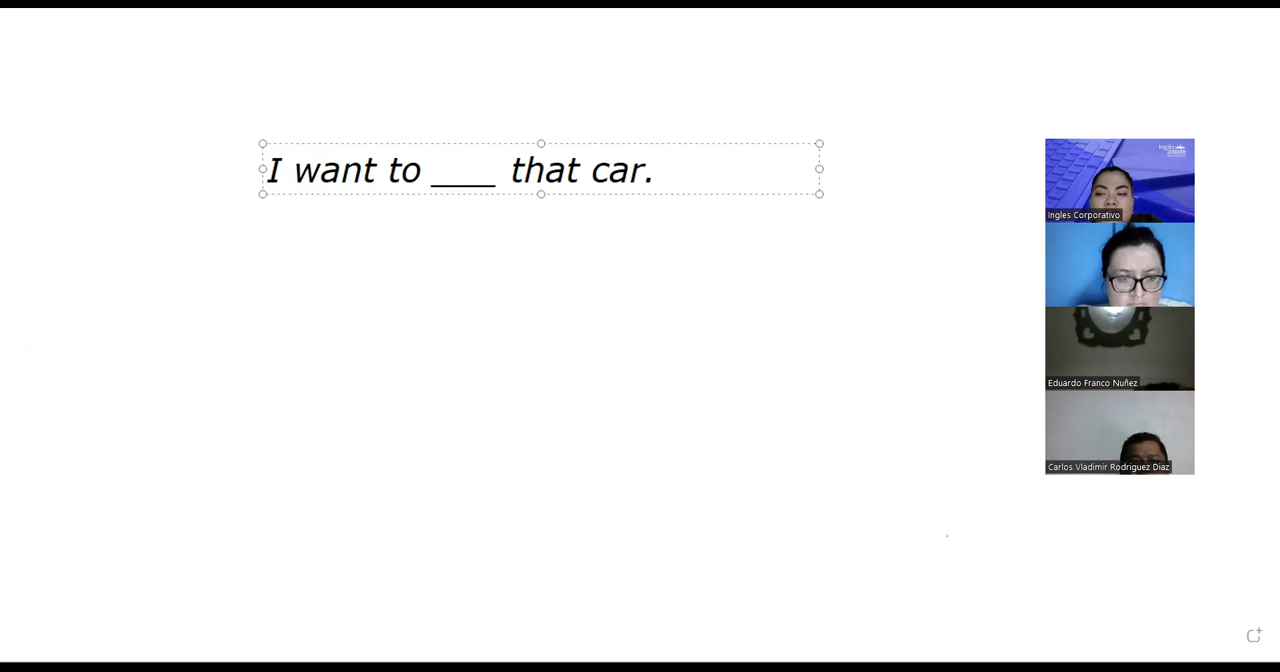 I want to ____ that car.
Ingles Corporativo
Eduardo Franco Nuñez
Carlos Vladimir Rodriguez Diaz